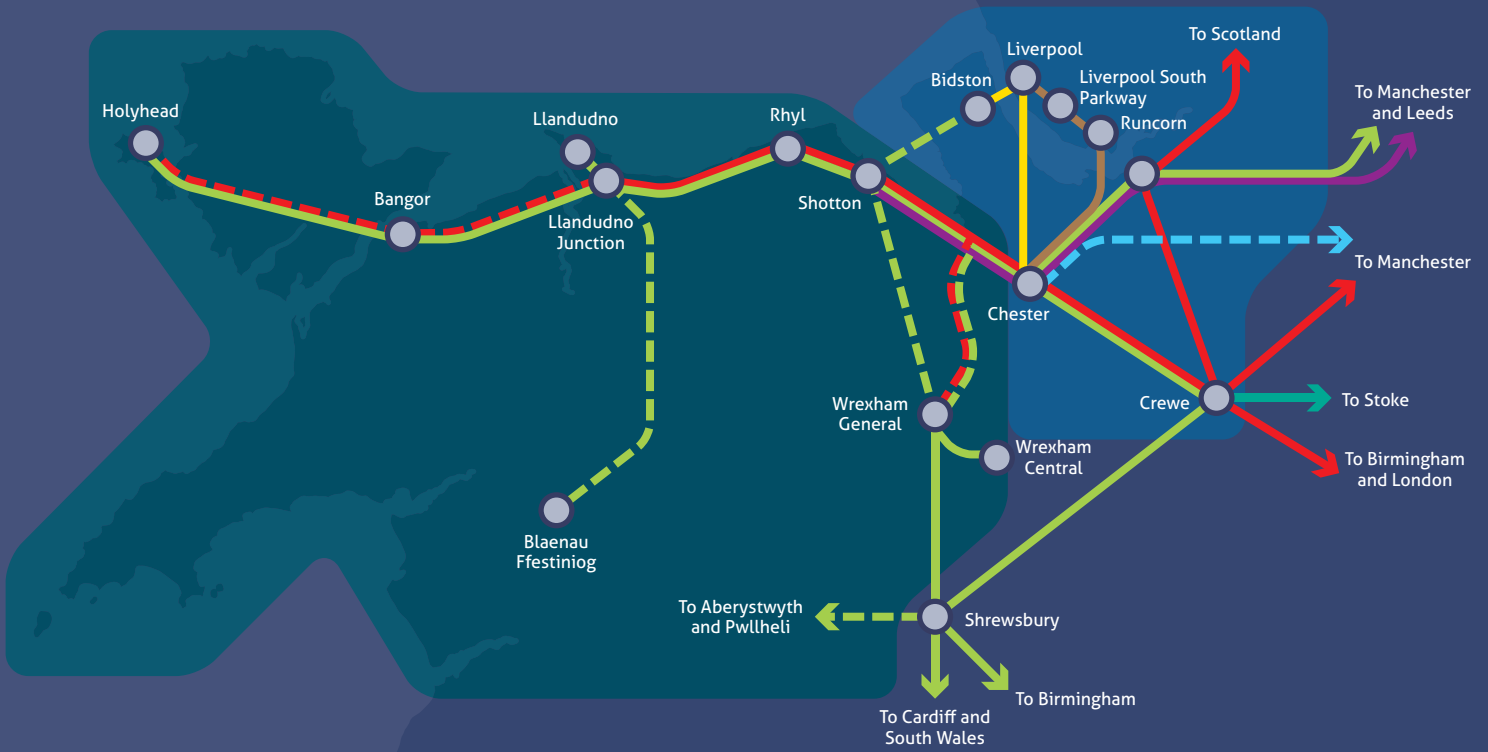 To Scotland
Liverpool
Bidston
Liverpool South
Parkway
To Manchester
and Leeds
Holyhead
Llandudno
Rhyl
Runcorn
Bangor
Shotton
Llandudno
Junction
To Manchester
Chester
Wrexham
General
Crewe
To Stoke
Wrexham
Central
To Birmingham
and London
Blaenau
Ffestiniog
To Aberystwyth
and Pwllheli
Shrewsbury
To Birmingham
To Cardiff and
South Wales